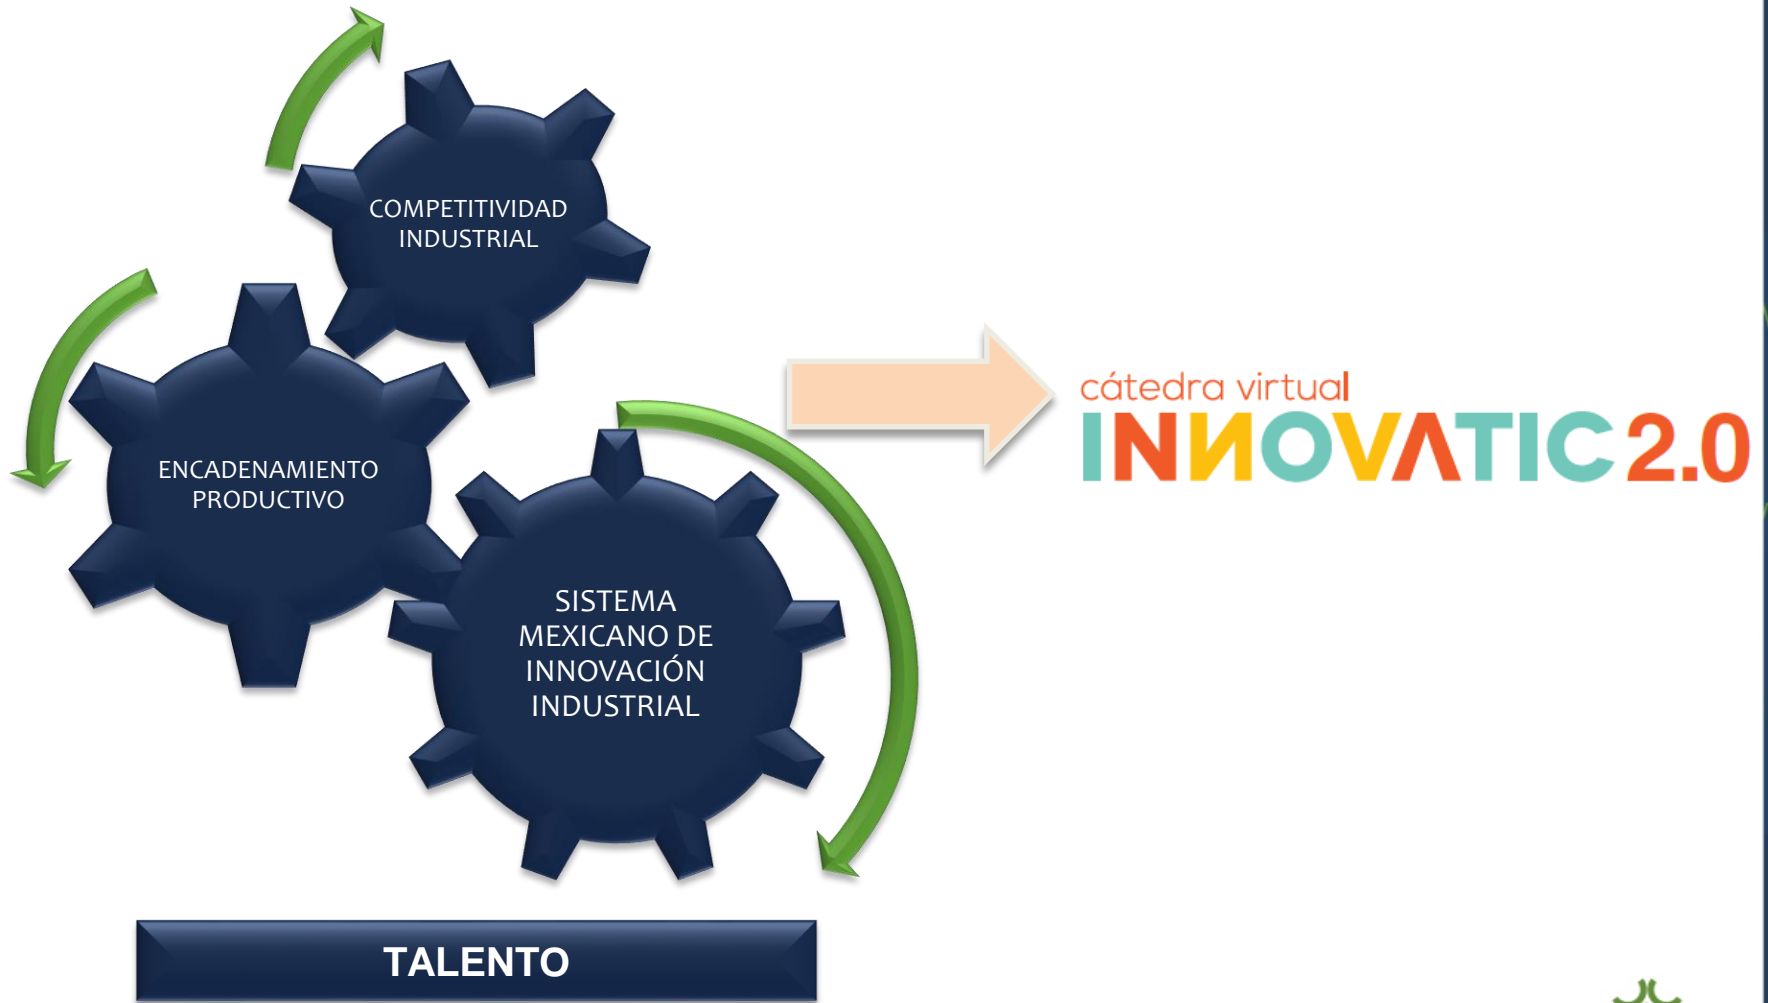 COMPETITIVIDAD
INDUSTRIAL
ENCADENAMIENTO
PRODUCTIVO
SISTEMA
MEXICANO DE
INNOVACIÓN
INDUSTRIAL
TALENTO
cátedra virtual
INNOVATIC 2.0